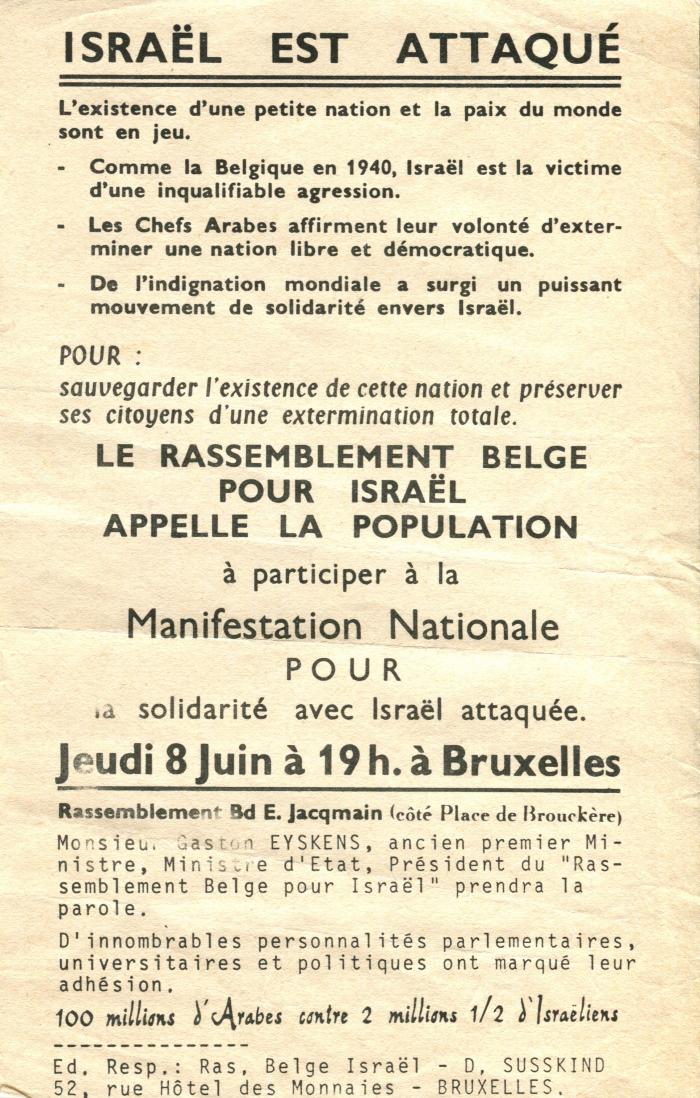 ISRAËL EST ATTAQUÉ
L'existence d'une petite nation et la paix du monde
sont en jeu.
- Comme la Belgique en 1940, Israël est la victime
d'une inqualifiable agression.
- Les Chefs Arabes affirment leur volonté d'exter-
miner une nation libre et démocratique.
- De l'indignation mondiale a surgi un puissant
mouvement de solidarité envers Israël.
POUR :
sauvegarder l'existence de cette nation et préserver
ses citoyens d'une extermination totale.
LE RASSEMBLEMENT BELGE
POUR ISRAËL
APPELLE LA POPULATION
à participer à la
Manifestation Nationale
POUR
la solidarité avec Israël attaquée.
Jeudi 8 Juin à 19 h. à Bruxelles
Rassemblement Bd E. Jacqmain (côté Place de Brouckère)
Monsieur Gaston EYSKENS, ancien premier Mi-
nistre, Ministre d'Etat, Président du "Ras-
semblement Belge pour Israël" prendra la
parole.
D'innombrables personnalités parlementaires,
universitaires et politiques ont marqué leur
adhésion.
100 millions d'Arabes contre 2 millions 1/2 d'Israëliens
---------------
Ed. Resp.: Ras, Belge Israël - D, SUSSKIND
52, rue Hôtel des Monnaies - BRUXELLES.